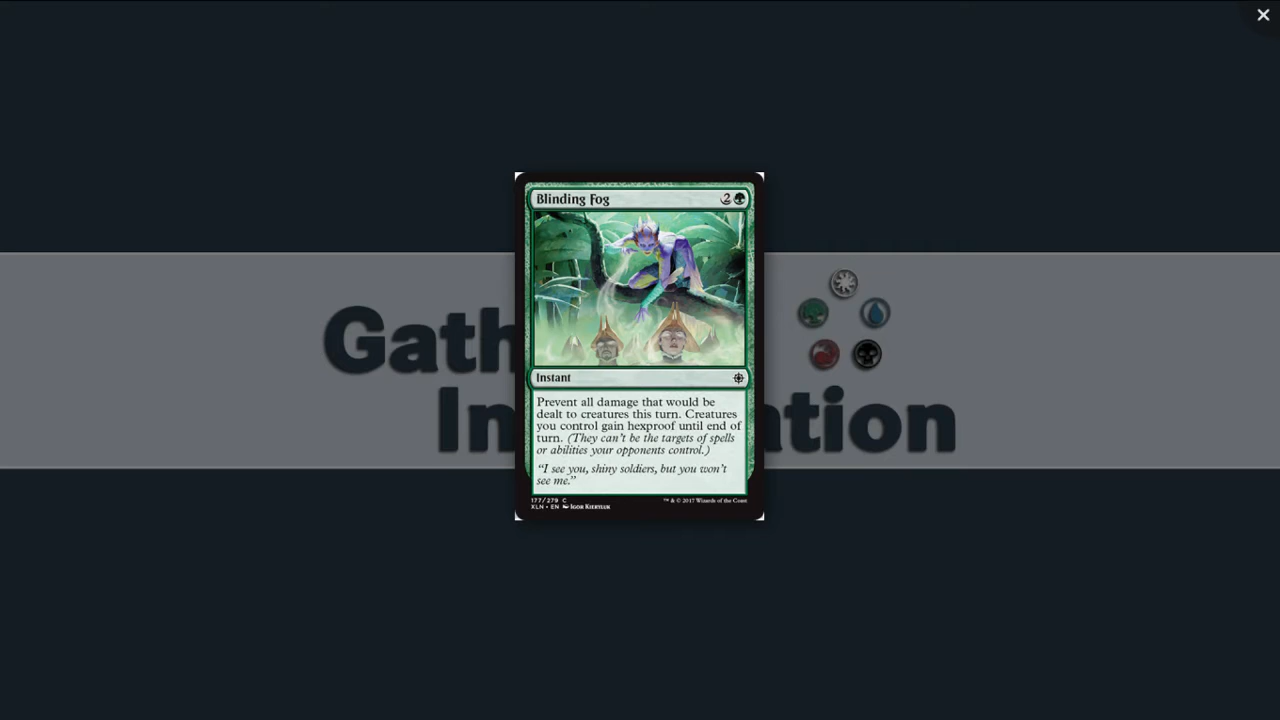 Blinding Fog 2
Gath
In ation
Instant
Prevent all damage that would be
dealt to creatures this turn. Creatures
you control gain hexproof until end of
turn. (They can't be the targets of spells
or abilities your opponents control.)
"I see you, shiny soldiers, but you won't
see me."
177/279 C
™ & © 2017 Wizards of the Coast
XLN • EN Igor Kieryluk